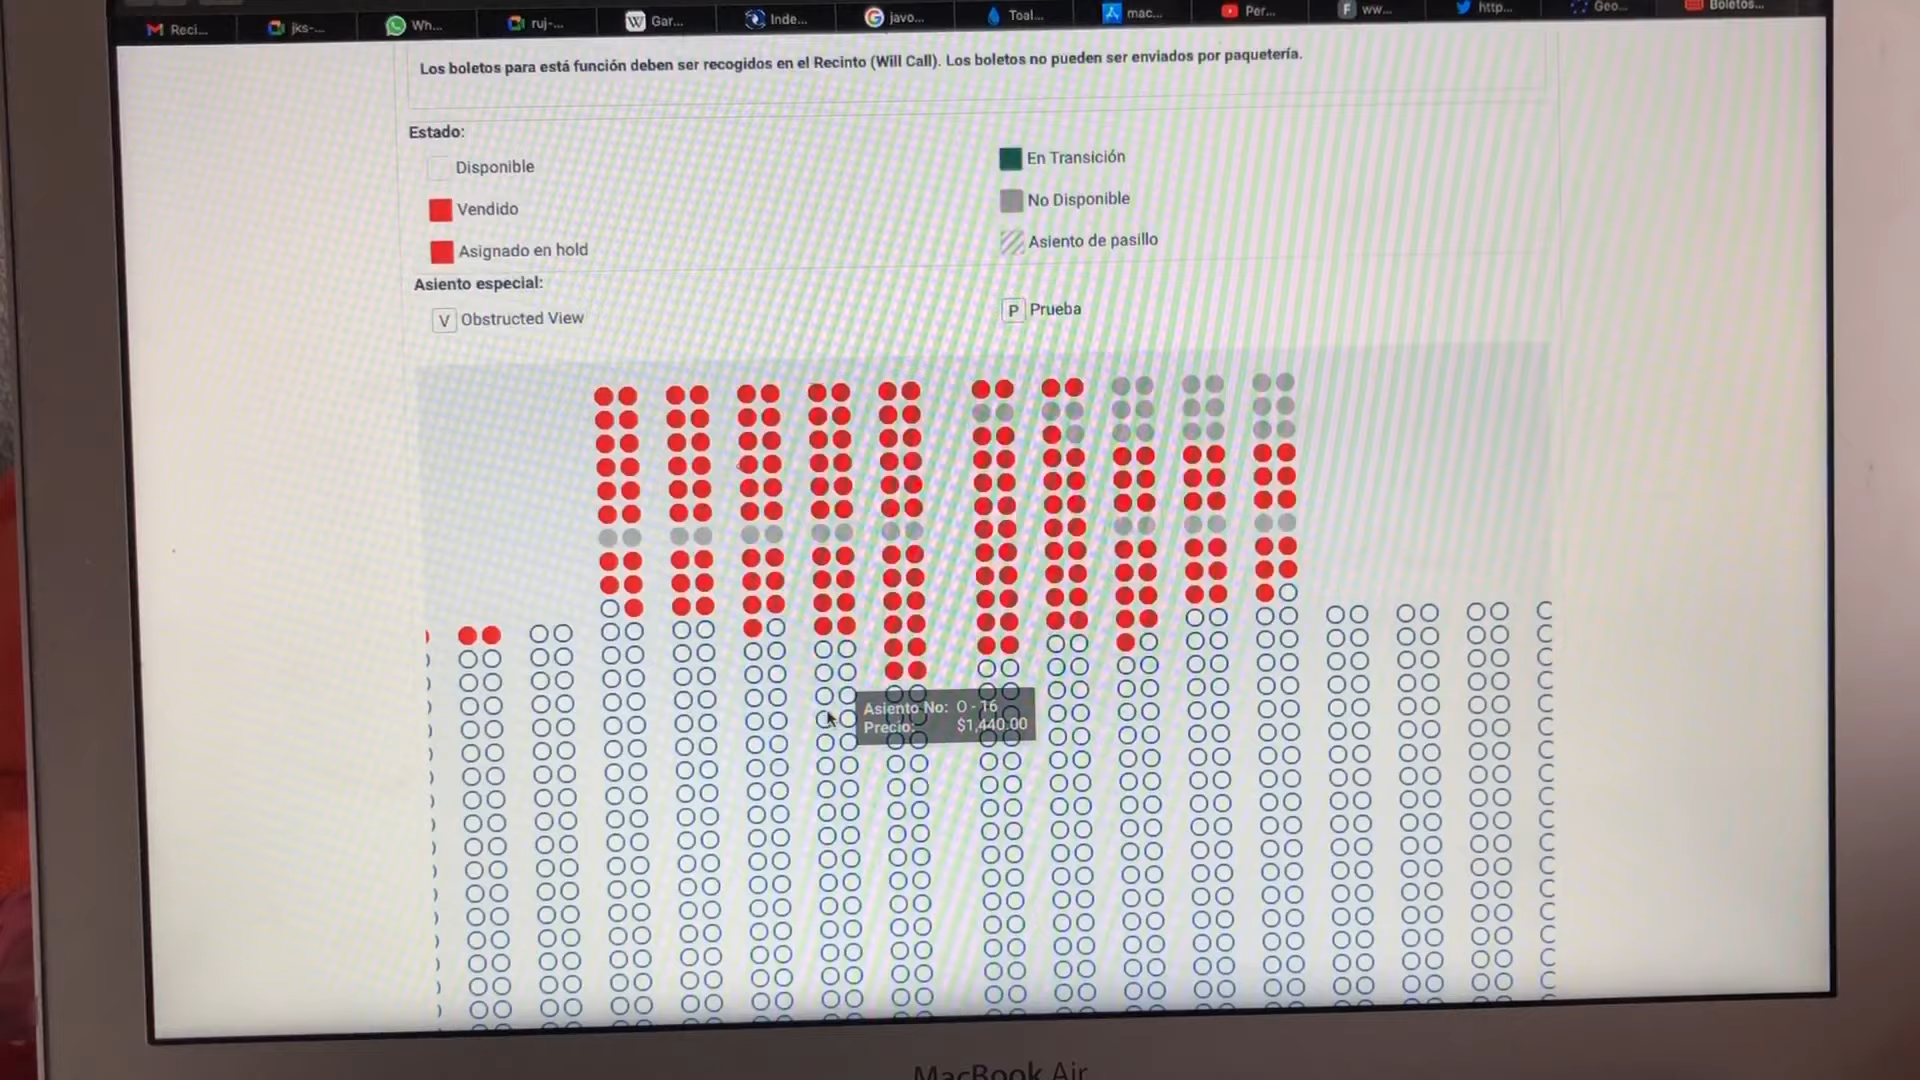 Reci...
jks-...
Wh...
ruj-...
W Gar...
Inde...
G javo...
Toal...
mac...
Per...
F ww...
http...
Geo...
Boletos...
Los boletos para está función deben ser recogidos en el Recinto (Will Call). Los boletos no pueden ser enviados por paquetería.
Estado:
Disponible
En Transición
Vendido
No Disponible
Asignado en hold
Asiento de pasillo
Asiento especial:
V Obstructed View
P Prueba
Asiento No: O - 16
Precio: $1,440.00
MacBook Air